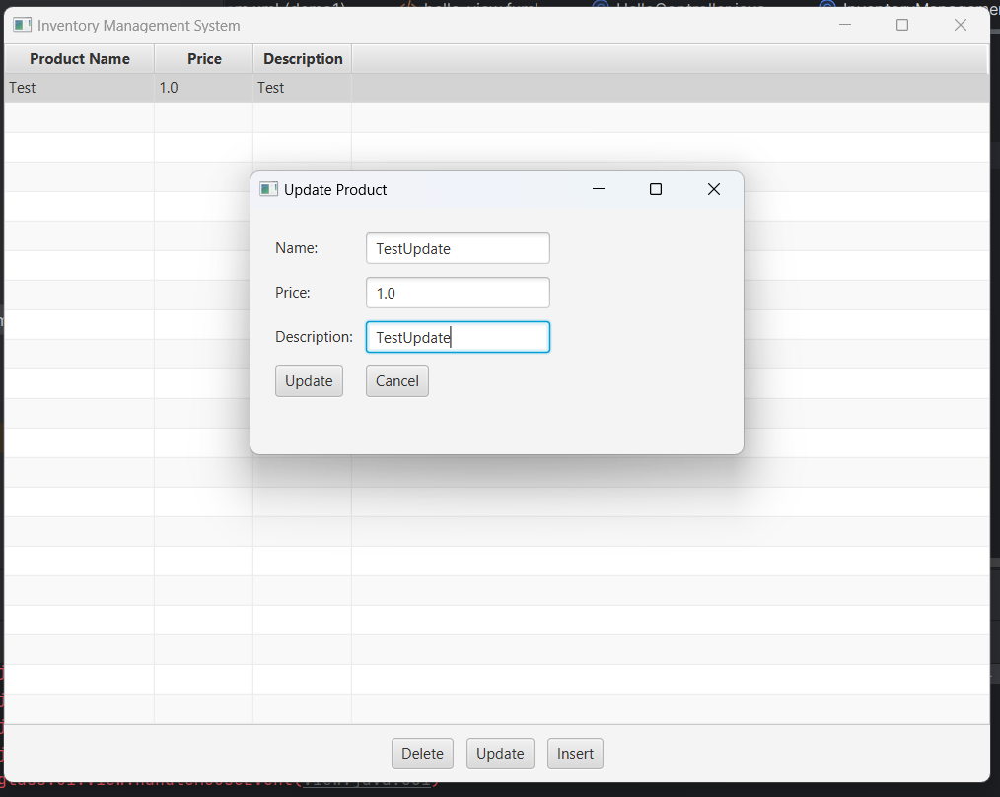 Inventory Management System
Product Name Price Description
Test 1.0 Test
Update Product
Name: TestUpdate
Price: 1.0
Description: TestUpdate
Update Cancel
Delete Update Insert